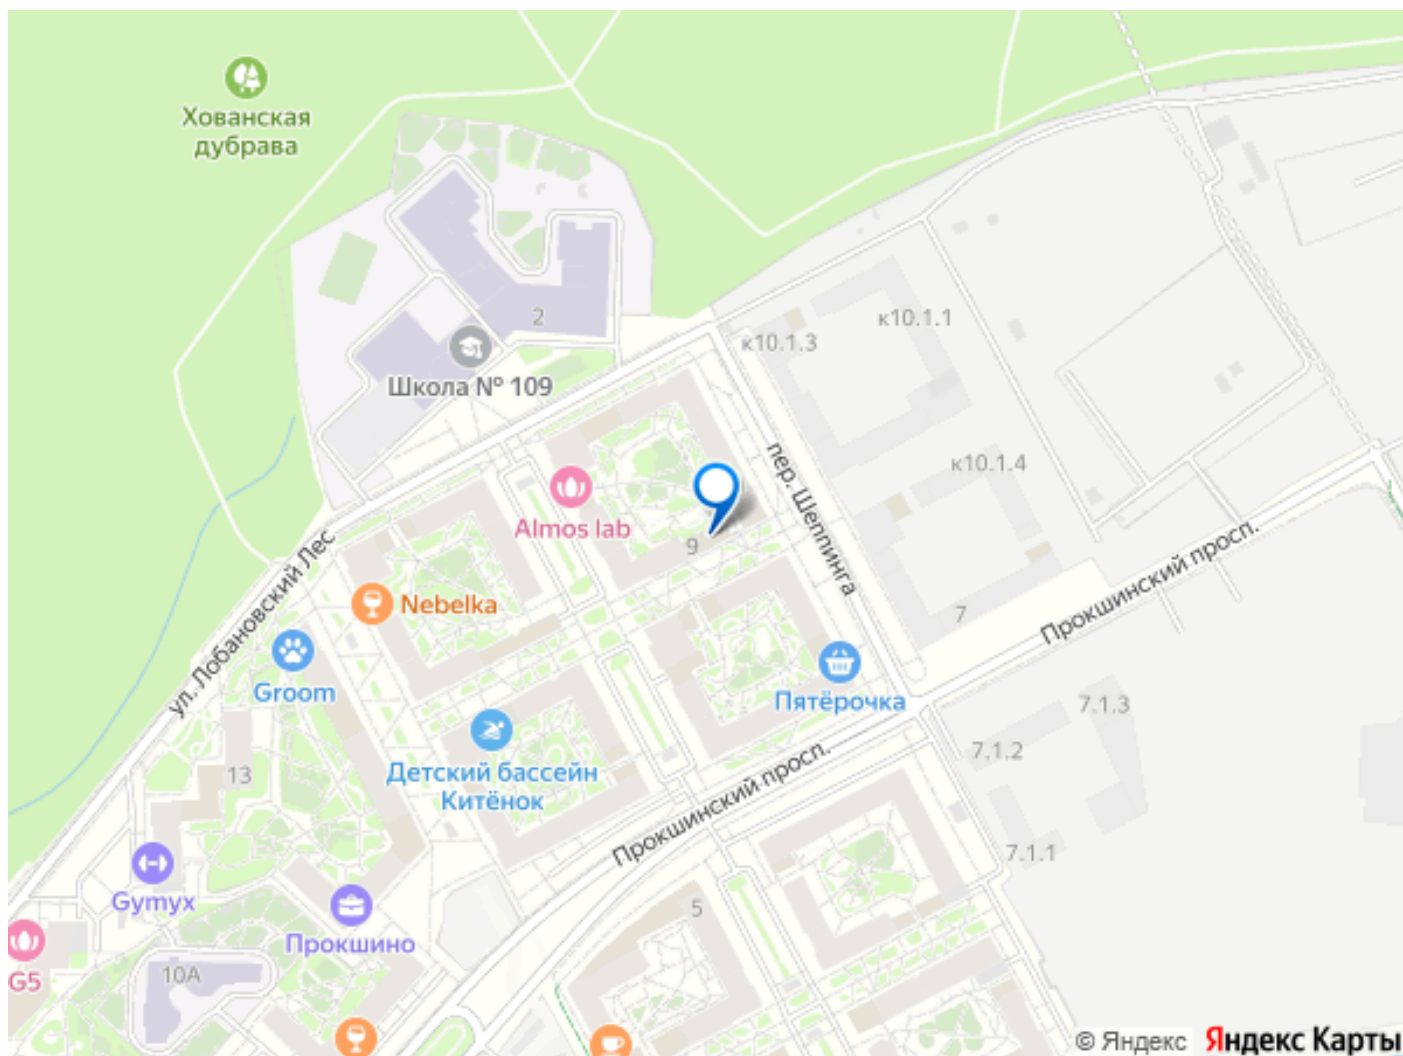 Хованская
дубрава
к10.1.1
2
к10.1.3
Школа № 109
пер. Шеппинга
к10.1.4
Almos lab
9
Прокшинский просп.
ул. Лобановский Лес
Nebelka
7
Groom
Пятёрочка
7.1.3
Детский бассейн
Китёнок
13
7.1.2
Прокшинский просп.
7.1.1
Gymyx
5
Прокшино
G5
10А
© Яндекс Яндекс Карты